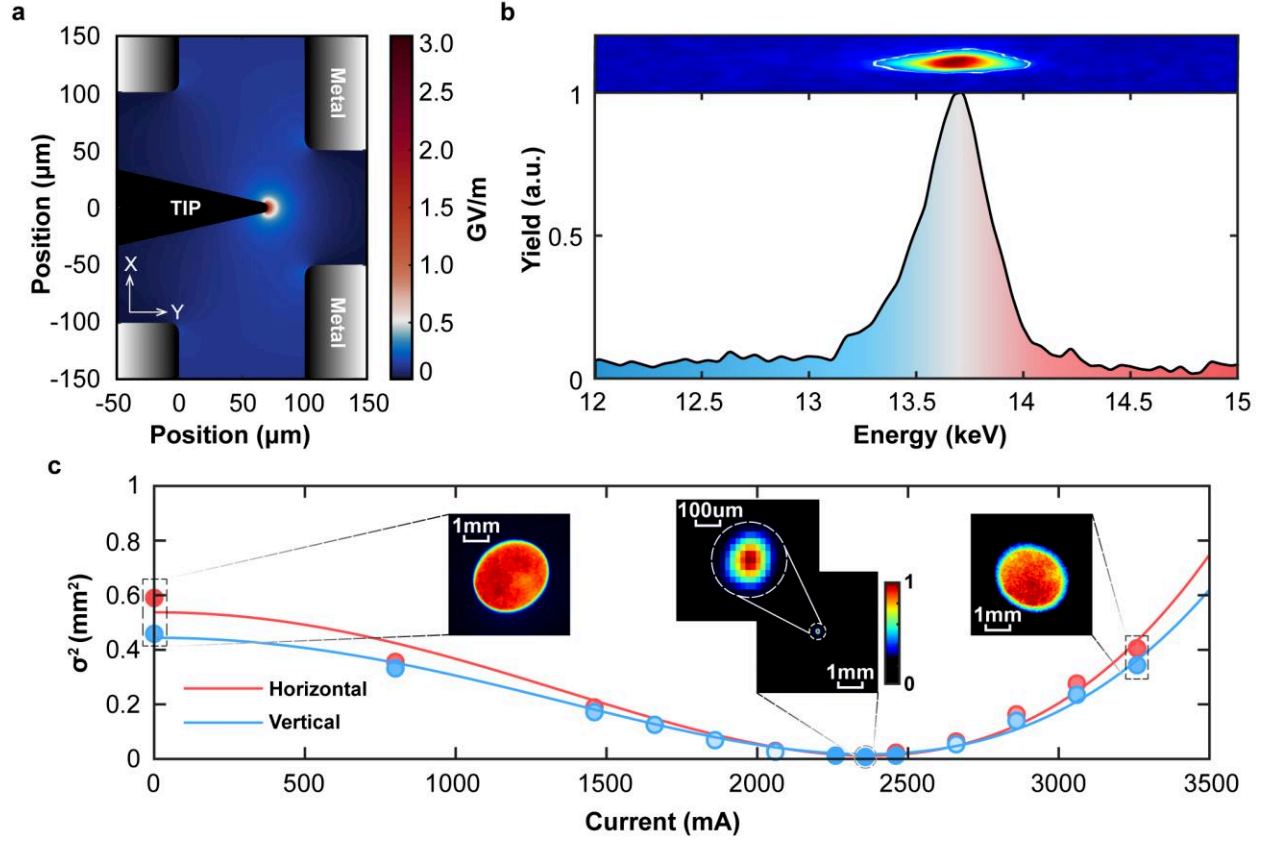 a
150
100
50
0
-50
-100
-150
Position (µm)
-50 0 50 100 150
Position (µm)
Metal
TIP
X
Y
Metal
3.0
2.5
2.0
1.5
1.0
0.5
0
GV/m
b
1
0.5
0
Yield (a.u.)
12 12.5 13 13.5 14 14.5 15
Energy (keV)
c
1
0.8
0.6
0.4
0.2
0
σ² (mm²)
1mm
100um
1mm
1
0
1mm
Horizontal
Vertical
0 500 1000 1500 2000 2500 3000 3500
Current (mA)